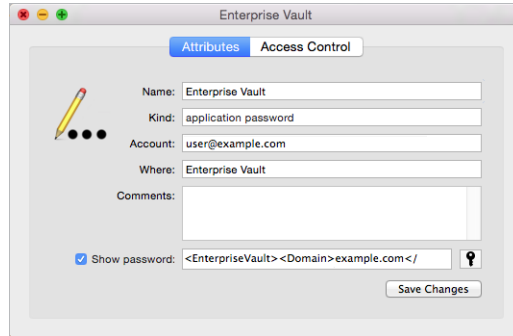 Enterprise Vault
Attributes Access Control
Name: Enterprise Vault
Kind: application password
Account: user@example.com
Where: Enterprise Vault
Comments:
Show password: <EnterpriseVault><Domain>example.com</
Save Changes